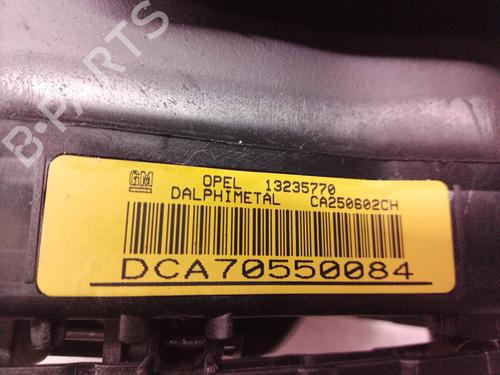 B-PARTS
GM OPEL 13235770
DALPHIMETAL CA250602CH
DCA70550084